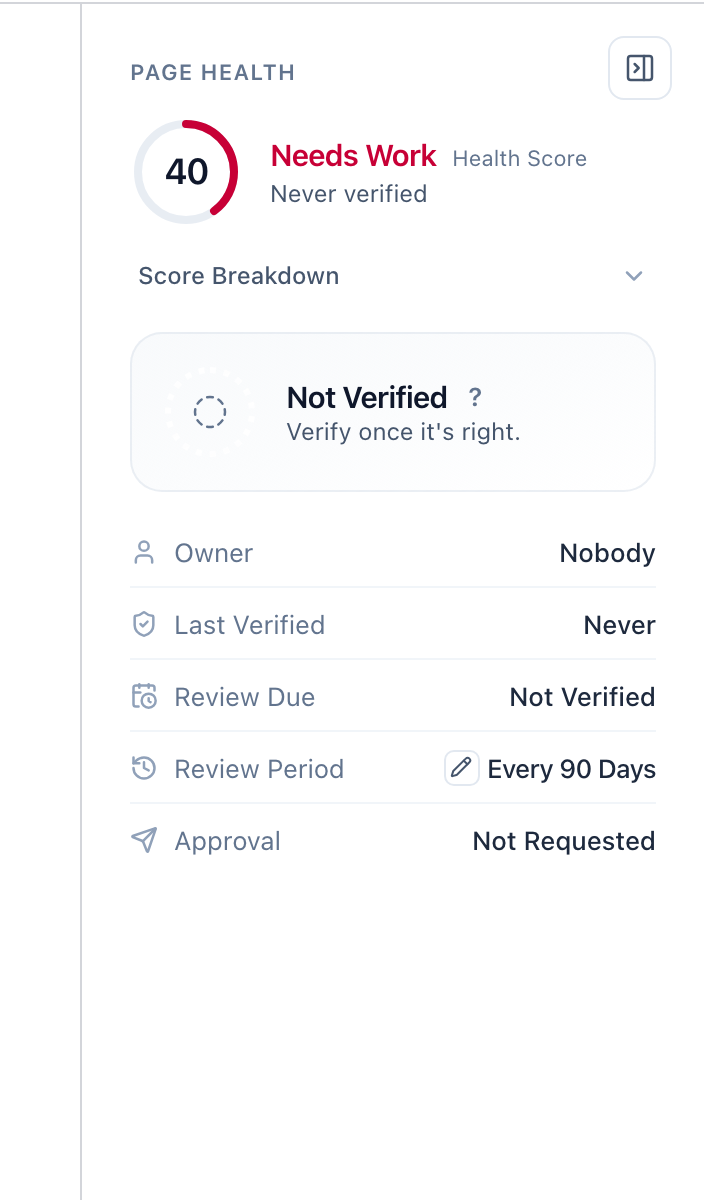 PAGE HEALTH
40
Needs Work Health Score
Never verified
Score Breakdown
Not Verified ?
Verify once it's right.
Owner Nobody
Last Verified Never
Review Due Not Verified
Review Period Every 90 Days
Approval Not Requested